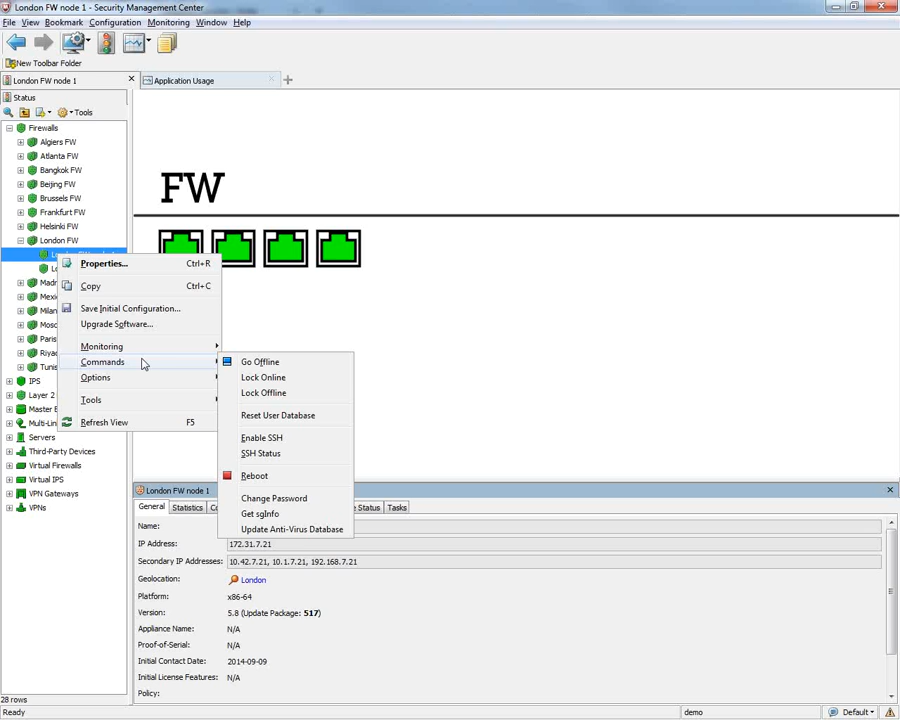 London FW node 1 - Security Management Center
File View Bookmark Configuration Monitoring Window Help
New Toolbar Folder
London FW node 1
Application Usage
Status
Tools
Firewalls
Algiers FW
Atlanta FW
Bangkok FW
Beijing FW
Brussels FW
Frankfurt FW
Helsinki FW
London FW
IPS
Layer 2
Master E
Multi-Lin
Servers
Third-Party Devices
Virtual Firewalls
Virtual IPS
VPN Gateways
VPNs
28 rows
Ready
FW
Properties... Ctrl+R
Copy Ctrl+C
Save Initial Configuration...
Upgrade Software...
Monitoring
Commands
Options
Tools
Refresh View F5
Go Offline
Lock Online
Lock Offline
Reset User Database
Enable SSH
SSH Status
Reboot
Change Password
Get sgInfo
Update Anti-Virus Database
London FW node 1
General Statistics Status Tasks
Name:
IP Address: 172.31.7.21
Secondary IP Addresses: 10.42.7.21, 10.1.7.21, 192.168.7.21
Geolocation: London
Platform: x86-64
Version: 5.8 (Update Package: 517)
Appliance Name: N/A
Proof-of-Serial: N/A
Initial Contact Date: 2014-09-09
Initial License Features: N/A
Policy:
demo
Default